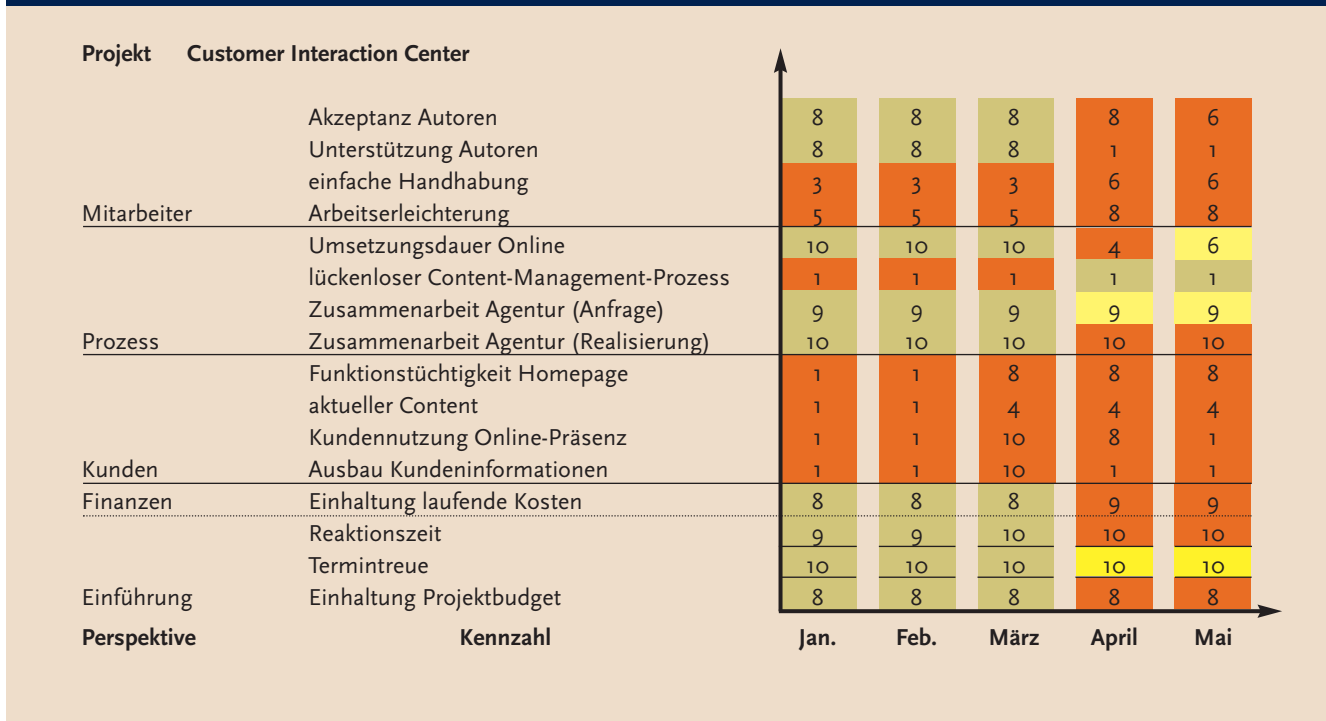 Projekt Customer Interaction Center
Akzeptanz Autoren 8 8 8 8 6
Unterstützung Autoren 8 8 8 1 1
einfache Handhabung 3 3 3 6 6
Mitarbeiter Arbeitserleichterung 5 5 5 8 8
Umsetzungsdauer Online 10 10 10 4 6
lückenloser Content-Management-Prozess 1 1 1 1 1
Zusammenarbeit Agentur (Anfrage) 9 9 9 9 9
Prozess Zusammenarbeit Agentur (Realisierung) 10 10 10 10 10
Funktionstüchtigkeit Homepage 1 1 8 8 8
aktueller Content 1 1 4 4 4
Kundennutzung Online-Präsenz 1 1 10 8 1
Kunden Ausbau Kundeninformationen 1 1 10 1 1
Finanzen Einhaltung laufende Kosten 8 8 8 9 9
Reaktionszeit 9 9 10 10 10
Termintreue 10 10 10 10 10
Einführung Einhaltung Projektbudget 8 8 8 8 8
Perspektive Kennzahl Jan. Feb. März April Mai